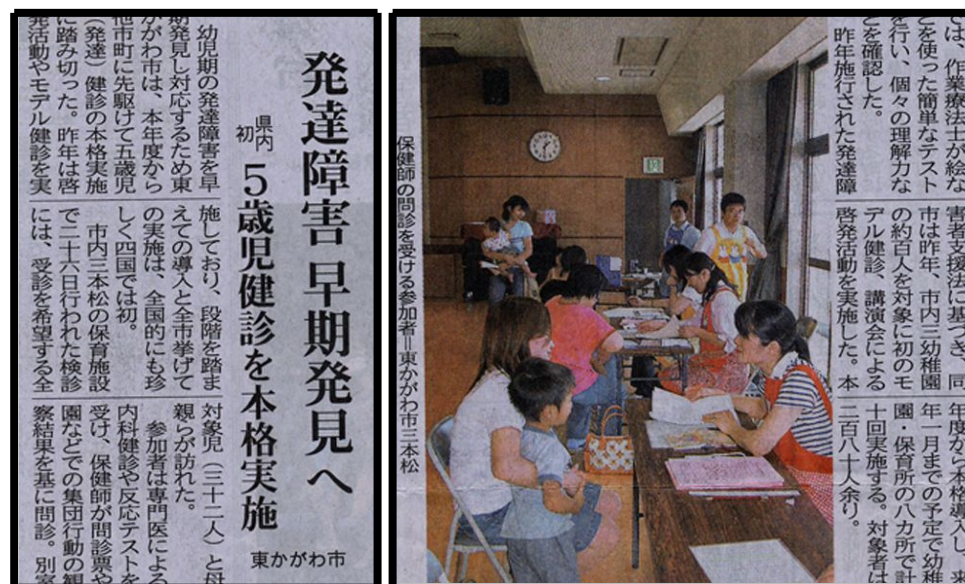 発達障害 早期発見へ
県内初
5歳児健診を本格実施
東かがわ市
幼児期の発達障害を早
期発見し対応するため東
かがわ市は、本年度から
他市町に先駆けて五歳児
(発達)健診の本格実施
に踏み切った。昨年は啓
発活動やモデル健診を実
施しており、段階を踏ま
えての導入と全市挙げて
の実施は、全国的にも珍
しく四国では初。
市内三本松の保育施設
で二十六日行われた検診
には、受診を希望する全
対象児(三十二人)と母
親らが訪れた。
参加者は専門医による
内科健診や反応テストを
受け、保健師が問診票や
園などでの集団行動の観
察結果を基に問診。別室
では、作業療法士が絵な
どを使った簡単なテスト
を行い、個々の理解力な
どを確認した。
昨年施行された発達障
害者支援法に基づき、同
市は昨年、市内三幼稚園
の約百人を対象に初のモ
デル健診、講演会による
啓発活動を実施した。本
年度から本格導入し、来
年一月までの予定で幼稚
園・保育所の八カ所で計
十回実施する。対象者は
二百八十人余り。
保健師の問診を受ける参加者=東かがわ市三本松